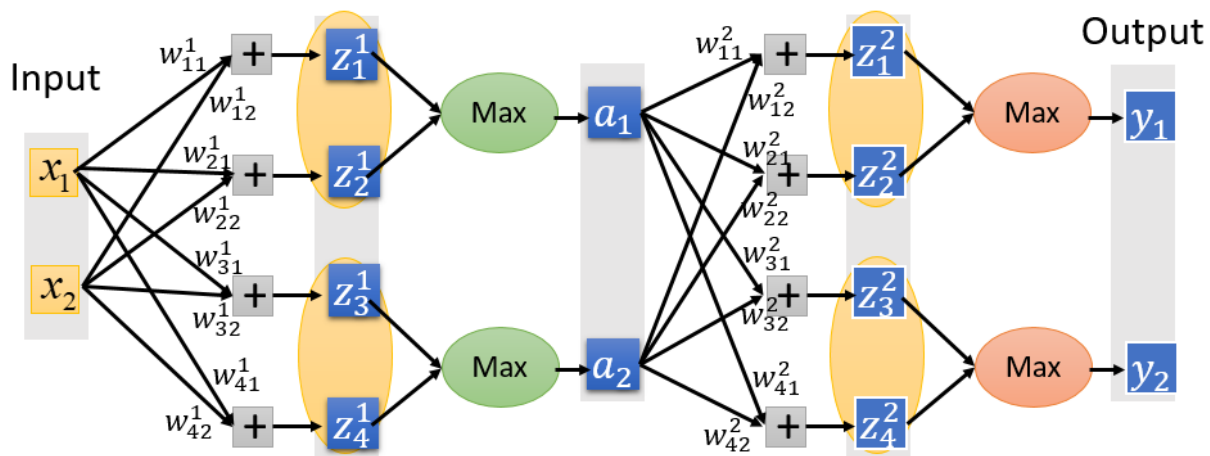 Input
Output
x₁
x₂
w¹₁₁
w¹₁₂
w¹₂₁
w¹₂₂
w¹₃₁
w¹₃₂
w¹₄₁
w¹₄₂
+
+
+
+
z¹₁
z¹₂
z¹₃
z¹₄
Max
Max
a₁
a₂
w²₁₁
w²₁₂
w²₂₁
w²₂₂
w²₃₁
w²₃₂
w²₄₁
w²₄₂
+
+
+
+
z²₁
z²₂
z²₃
z²₄
Max
Max
y₁
y₂